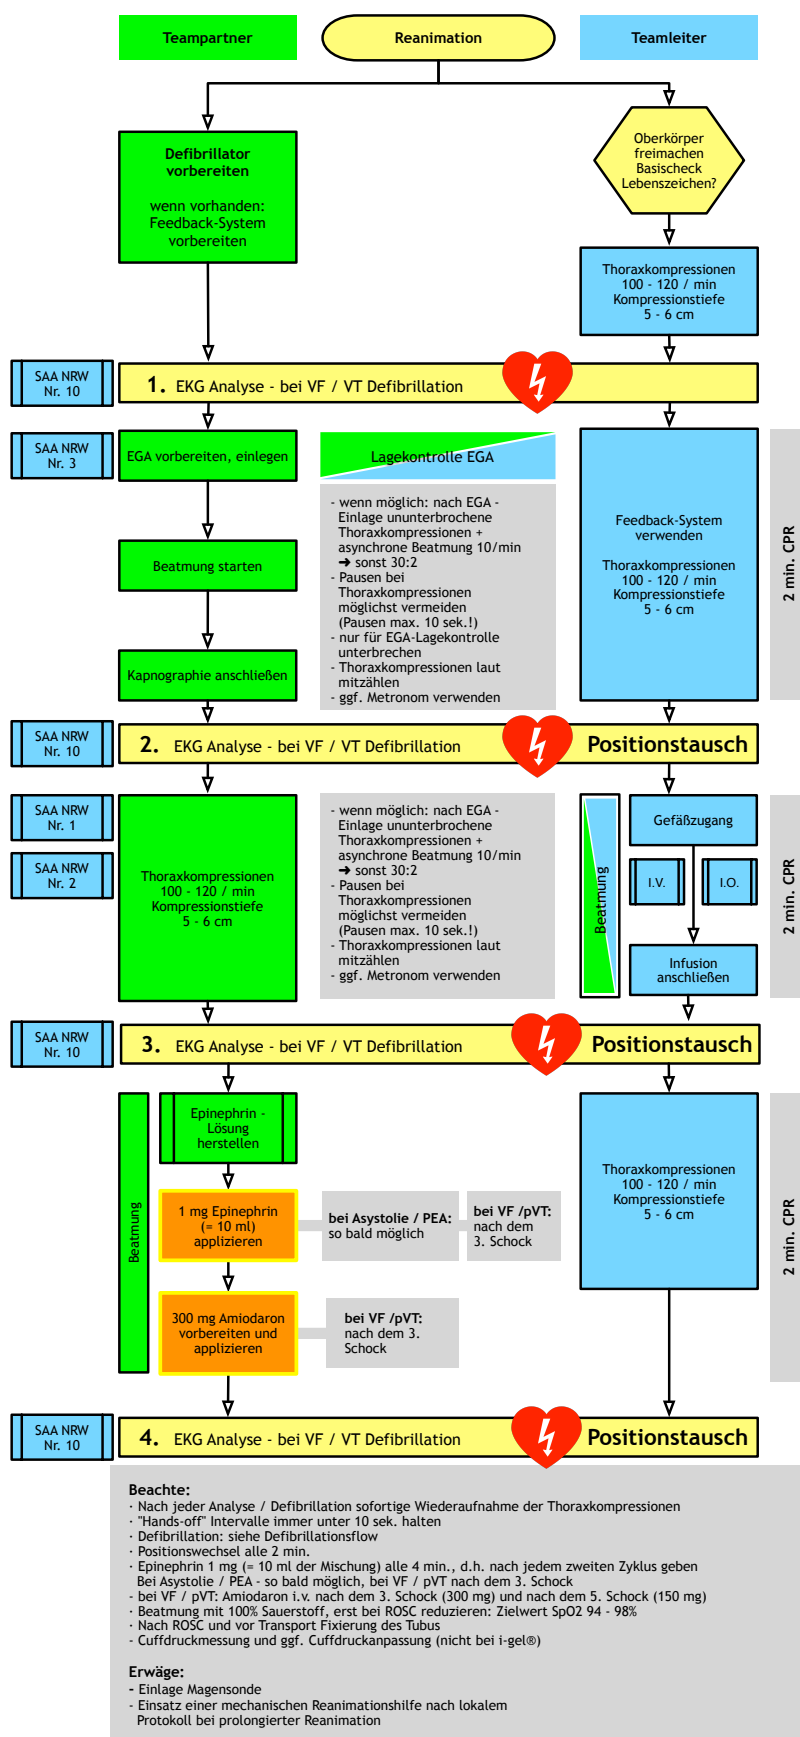 Teampartner
Reanimation
Teamleiter
Defibrillator
vorbereiten
wenn vorhanden:
Feedback-System
vorbereiten
Oberkörper
freimachen
Basischeck
Lebenszeichen?
Thoraxkompressionen
100 - 120 / min
Kompressionstiefe
5 - 6 cm
SAA NRW
Nr. 10
1. EKG Analyse - bei VF / VT Defibrillation
SAA NRW
Nr. 3
EGA vorbereiten, einlegen
Beatmung starten
Kapnographie anschließen
Lagekontrolle EGA
- wenn möglich: nach EGA -
Einlage ununterbrochene
Thoraxkompressionen +
asynchrone Beatmung 10/min
➔ sonst 30:2
- Pausen bei
Thoraxkompressionen
möglichst vermeiden
(Pausen max. 10 sek.!)
- nur für EGA-Lagekontrolle
unterbrechen
- Thoraxkompressionen laut
mitzählen
- ggf. Metronom verwenden
Feedback-System
verwenden
Thoraxkompressionen
100 - 120 / min
Kompressionstiefe
5 - 6 cm
2 min. CPR
SAA NRW
Nr. 10
2. EKG Analyse - bei VF / VT Defibrillation
Positionstausch
SAA NRW
Nr. 1
SAA NRW
Nr. 2
Thoraxkompressionen
100 - 120 / min
Kompressionstiefe
5 - 6 cm
- wenn möglich: nach EGA -
Einlage ununterbrochene
Thoraxkompressionen +
asynchrone Beatmung 10/min
➔ sonst 30:2
- Pausen bei
Thoraxkompressionen
möglichst vermeiden
(Pausen max. 10 sek.!)
- Thoraxkompressionen laut
mitzählen
- ggf. Metronom verwenden
Beatmung
Gefäßzugang
I.V.
I.O.
Infusion
anschließen
2 min. CPR
SAA NRW
Nr. 10
3. EKG Analyse - bei VF / VT Defibrillation
Positionstausch
Beatmung
Epinephrin -
Lösung
herstellen
1 mg Epinephrin
(= 10 ml)
applizieren
bei Asystolie / PEA:
so bald möglich
bei VF /pVT:
nach dem
3. Schock
300 mg Amiodaron
vorbereiten und
applizieren
bei VF /pVT:
nach dem 3.
Schock
Thoraxkompressionen
100 - 120 / min
Kompressionstiefe
5 - 6 cm
2 min. CPR
SAA NRW
Nr. 10
4. EKG Analyse - bei VF / VT Defibrillation
Positionstausch
Beachte:
· Nach jeder Analyse / Defibrillation sofortige Wiederaufnahme der Thoraxkompressionen
· "Hands-off" Intervalle immer unter 10 sek. halten
· Defibrillation: siehe Defibrillationsflow
· Positionswechsel alle 2 min.
· Epinephrin 1 mg (= 10 ml der Mischung) alle 4 min., d.h. nach jedem zweiten Zyklus geben
Bei Asystolie / PEA - so bald möglich, bei VF / pVT nach dem 3. Schock
- bei VF / pVT: Amiodaron i.v. nach dem 3. Schock (300 mg) und nach dem 5. Schock (150 mg)
· Beatmung mit 100% Sauerstoff, erst bei ROSC reduzieren: Zielwert SpO2 94 - 98%
· Nach ROSC und vor Transport Fixierung des Tubus
- Cuffdruckmessung und ggf. Cuffdruckanpassung (nicht bei i-gel®)
Erwäge:
- Einlage Magensonde
- Einsatz einer mechanischen Reanimationshilfe nach lokalem
Protokoll bei prolongierter Reanimation